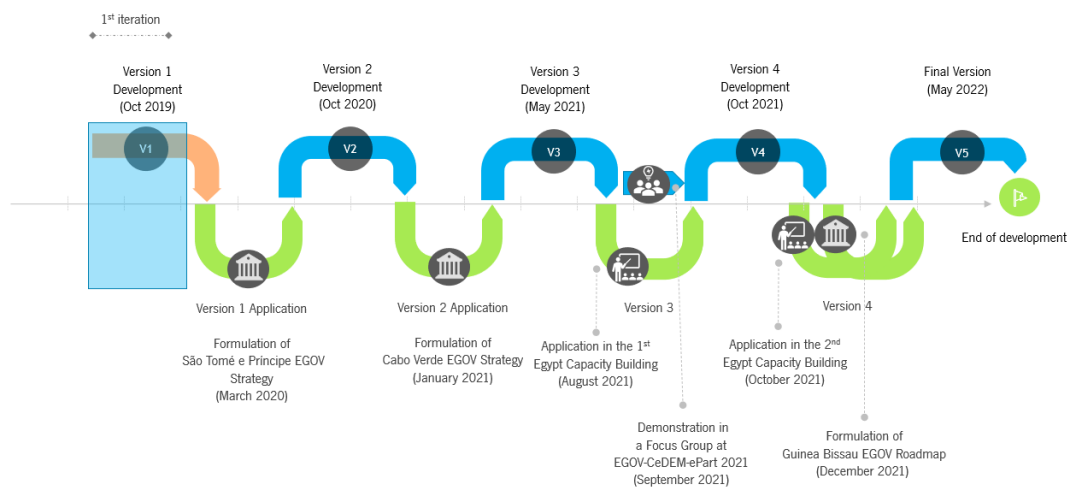 1st iteration
Version 1
Development
(Oct 2019)
Version 2
Development
(Oct 2020)
Version 3
Development
(May 2021)
Version 4
Development
(Oct 2021)
Final Version
(May 2022)
V1
V2
V3
V4
V5
End of development
Version 1 Application
Formulation of
São Tomé e Príncipe EGOV
Strategy
(March 2020)
Version 2 Application
Formulation of
Cabo Verde EGOV Strategy
(January 2021)
Version 3
Application in the 1st
Egypt Capacity Building
(August 2021)
Demonstration in
a Focus Group at
EGOV-CeDEM-ePart 2021
(September 2021)
Version 4
Application in the 2nd
Egypt Capacity Building
(October 2021)
Formulation of
Guinea Bissau EGOV Roadmap
(December 2021)